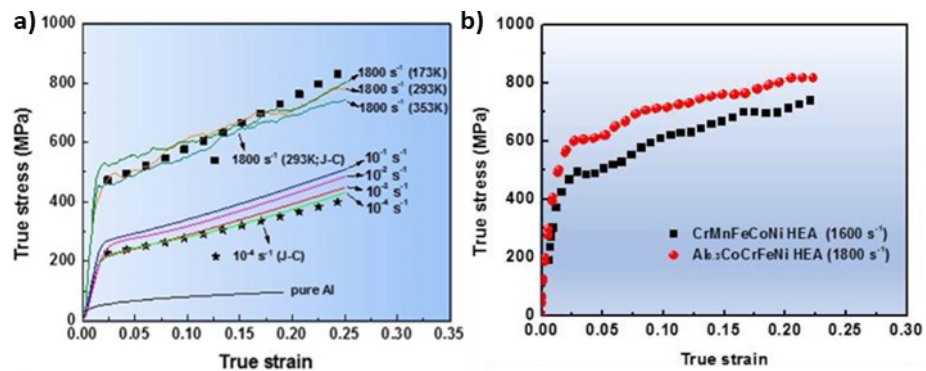 a)
1000
800
600
400
200
0
True stress (MPa)
0.00 0.05 0.10 0.15 0.20 0.25 0.30 0.35
True strain
1800 s⁻¹ (173K)
1800 s⁻¹ (293K)
1800 s⁻¹ (353K)
1800 s⁻¹ (293K;J-C)
10⁻¹ s⁻¹
10⁻² s⁻¹
10⁻³ s⁻¹
10⁻⁴ s⁻¹
10⁻⁴ s⁻¹ (J-C)
pure Al
b)
1000
800
600
400
200
0
True stress (MPa)
0.00 0.05 0.10 0.15 0.20 0.25 0.30
True strain
CrMnFeCoNi HEA (1600 s⁻¹)
Al₀.₃CoCrFeNi HEA (1800 s⁻¹)